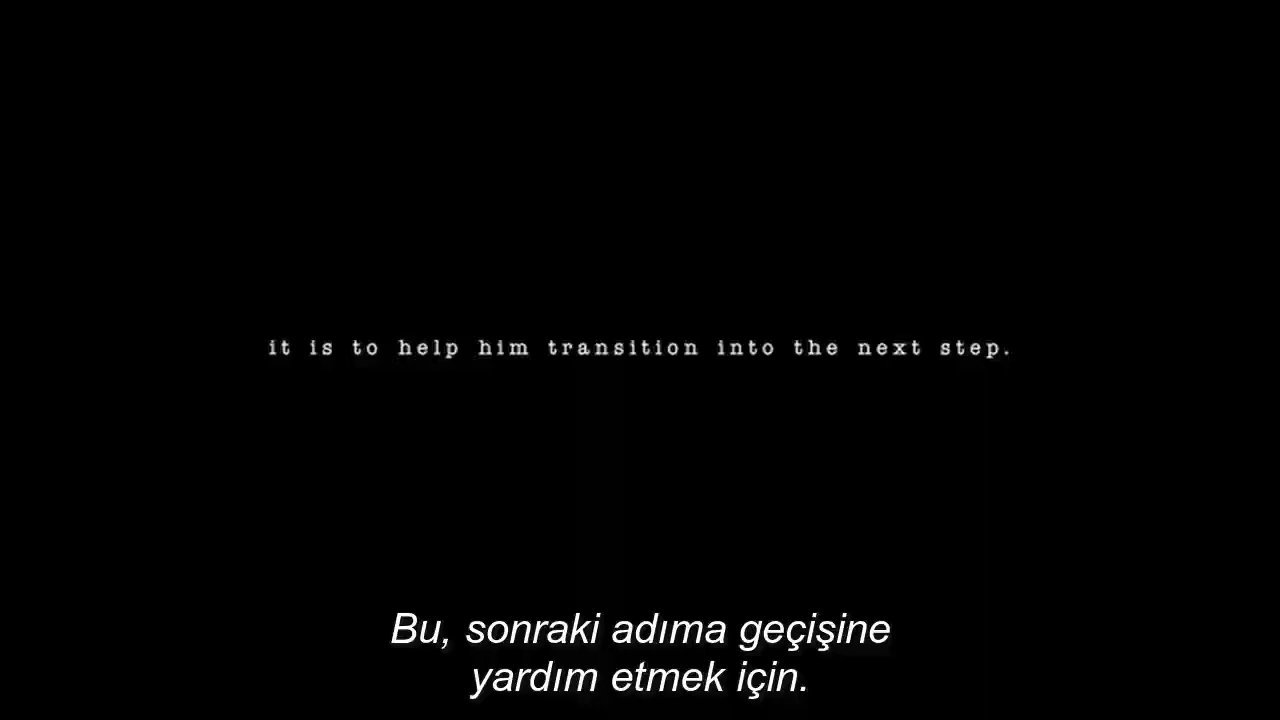 it is to help him transition into the next step.
Bu, sonraki adıma geçişine
yardım etmek için.